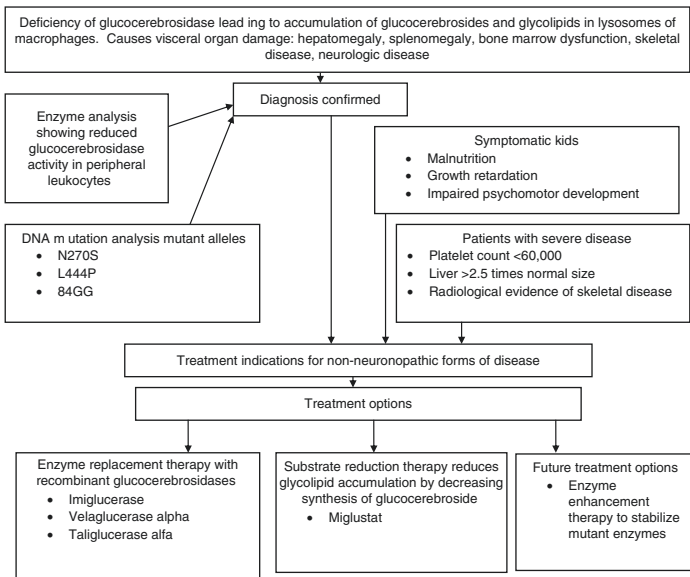 Deficiency of glucocerebrosidase lead ing to accumulation of glucocerebrosides and glycolipids in lysosomes of
macrophages. Causes visceral organ damage: hepatomegaly, splenomegaly, bone marrow dysfunction, skeletal
disease, neurologic disease
Diagnosis confirmed
Enzyme analysis
showing reduced
glucocerebrosidase
activity in peripheral
leukocytes
Symptomatic kids
• Malnutrition
• Growth retardation
• Impaired psychomotor development
DNA m utation analysis mutant alleles
• N270S
• L444P
• 84GG
Patients with severe disease
• Platelet count <60,000
• Liver >2.5 times normal size
• Radiological evidence of skeletal disease
Treatment indications for non-neuronopathic forms of disease
Treatment options
Enzyme replacement therapy with
recombinant glucocerebrosidases
• Imiglucerase
• Velaglucerase alpha
• Taliglucerase alfa
Substrate reduction therapy reduces
glycolipid accumulation by decreasing
synthesis of glucocerebroside
• Miglustat
Future treatment options
• Enzyme
enhancement
therapy to stabilize
mutant enzymes